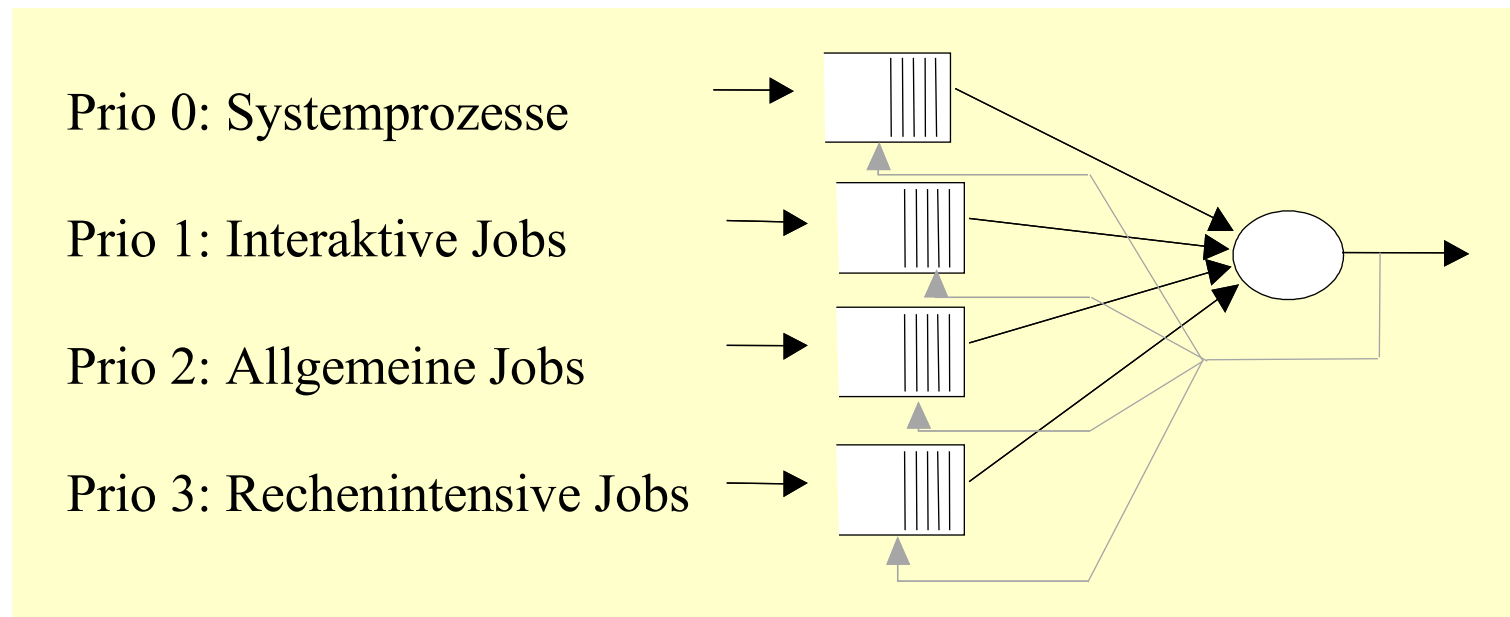 Prio 0: Systemprozesse
Prio 1: Interaktive Jobs
Prio 2: Allgemeine Jobs
Prio 3: Rechenintensive Jobs